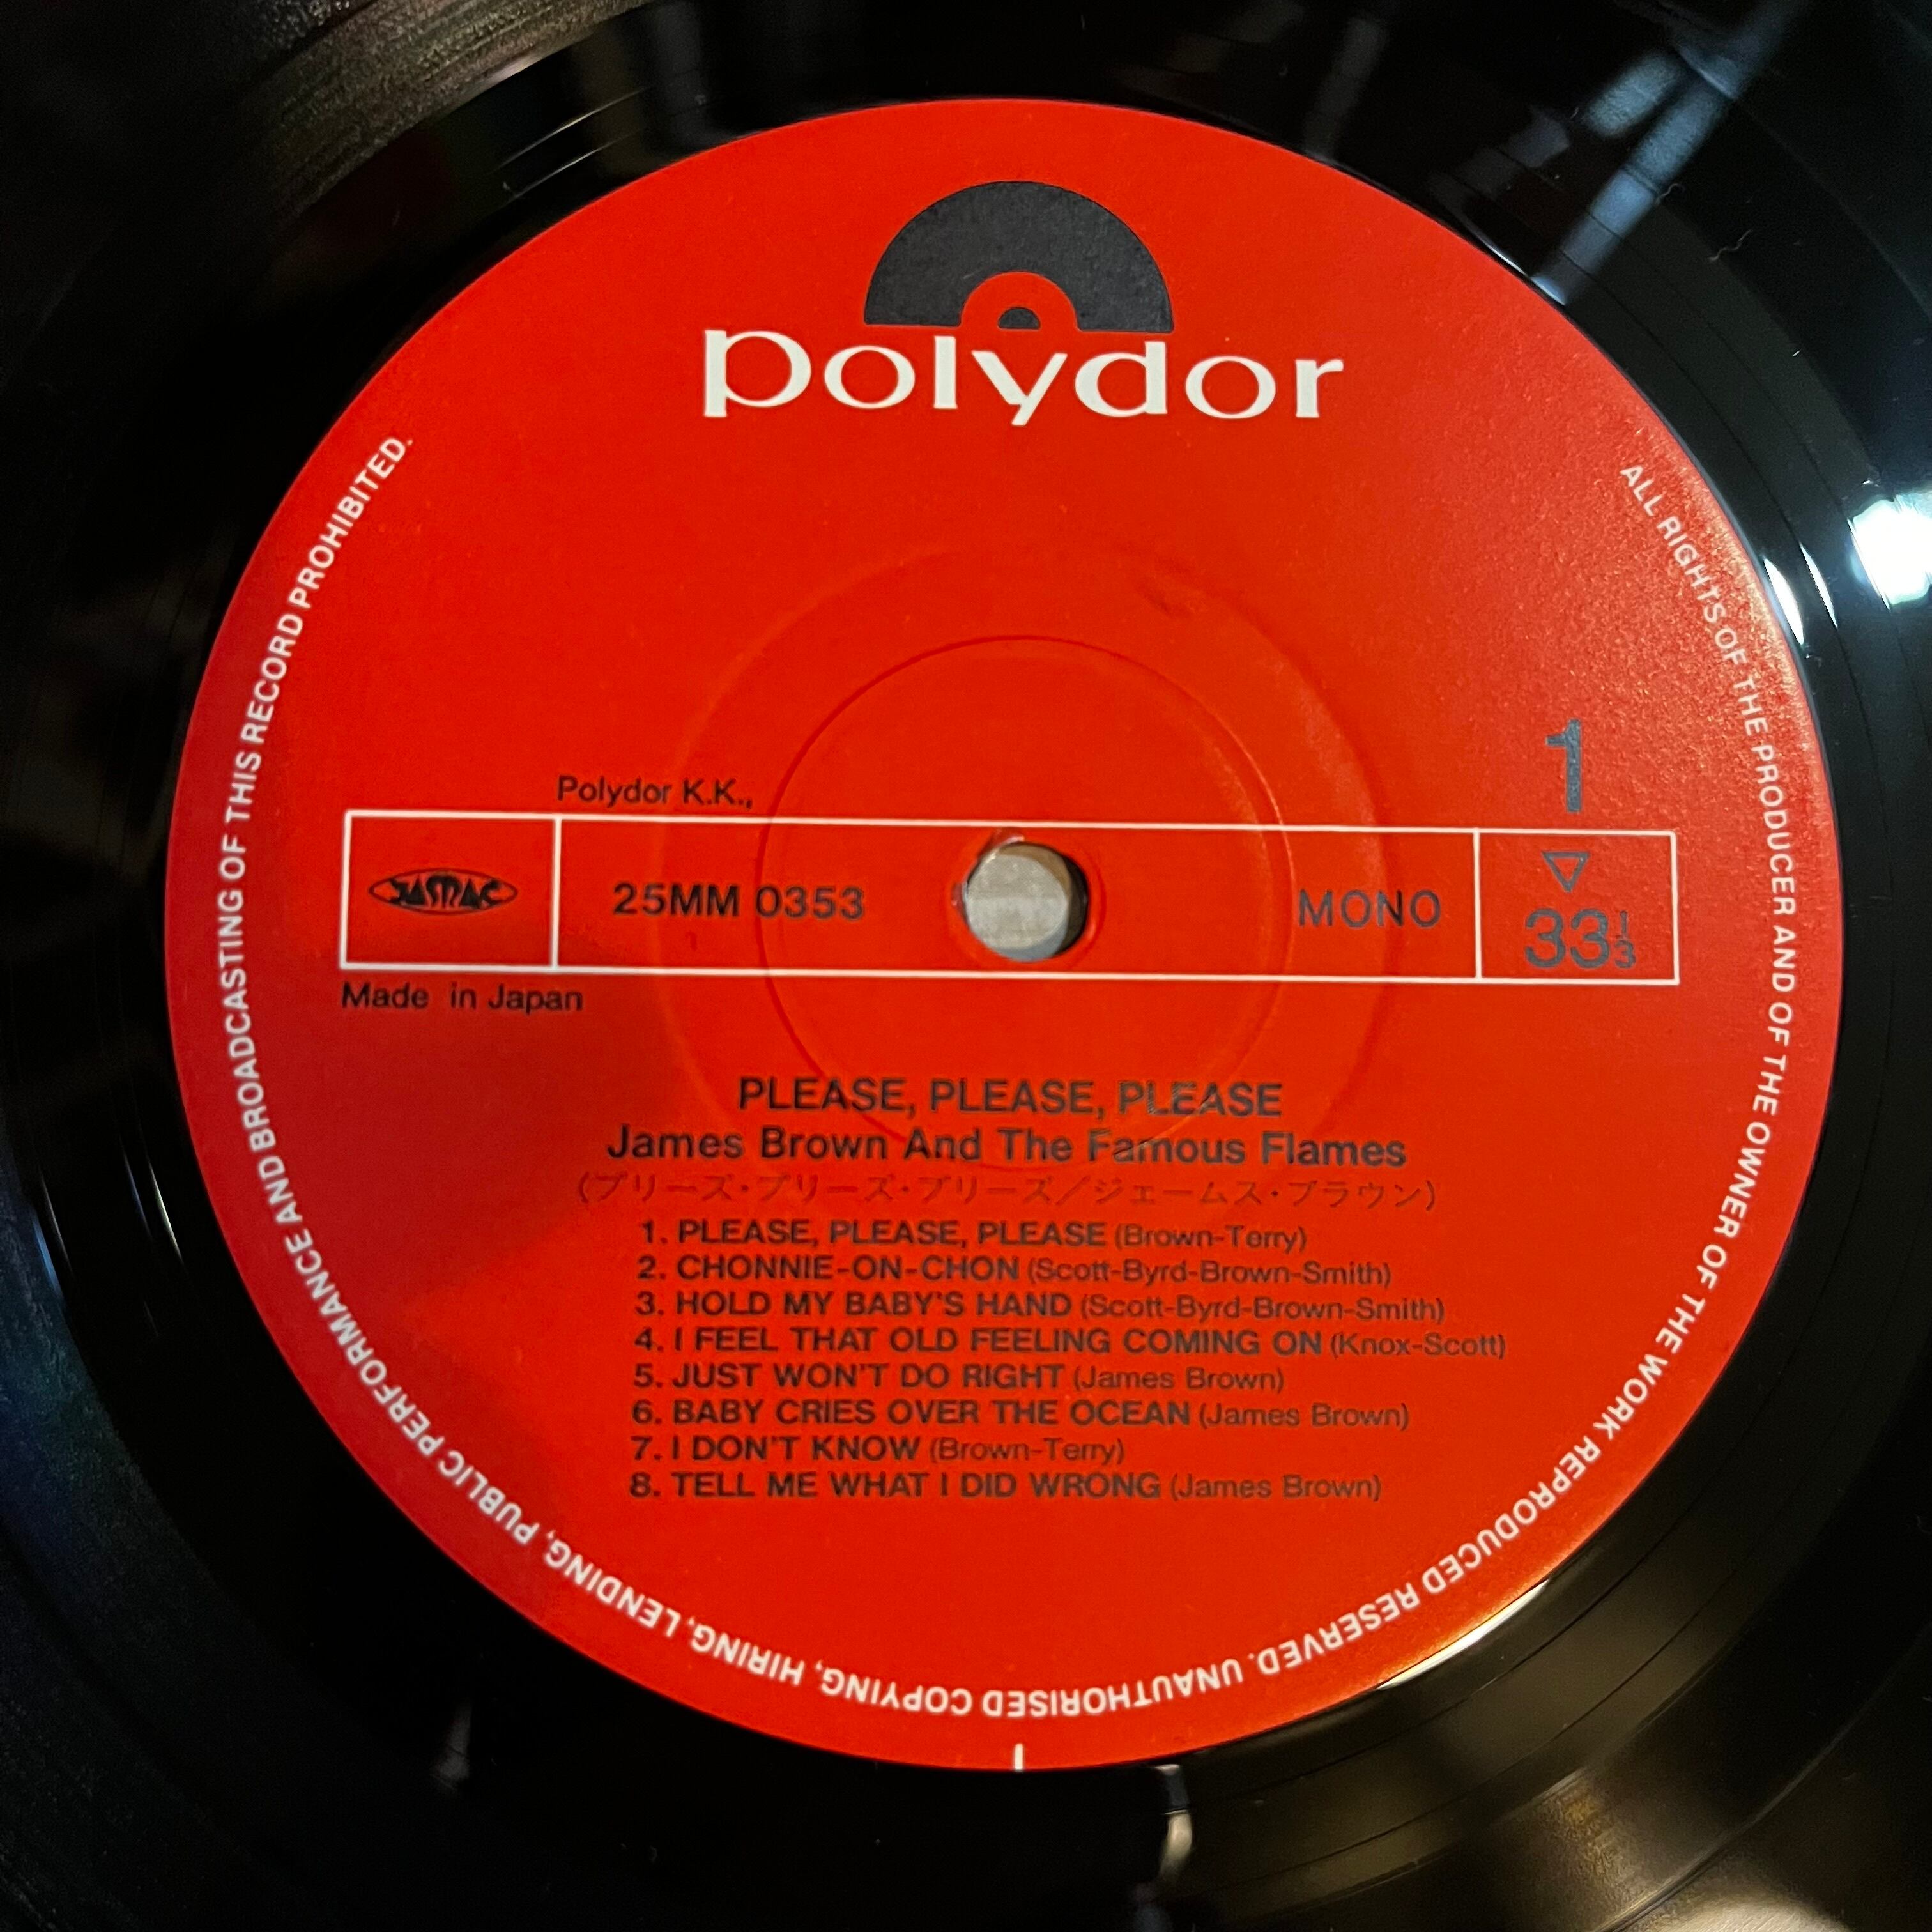 polydor
ALL RIGHTS OF THE PRODUCER AND OF THE OWNER OF THE WORK REPRODUCED RESERVED. UNAUTHORISED COPYING, HIRING, LENDING, PUBLIC PERFORMANCE AND BROADCASTING OF THIS RECORD PROHIBITED.
1
Polydor K.K.,
JASRAC 25MM 0353 MONO ▽ 33 1/3
Made in Japan
PLEASE, PLEASE, PLEASE
James Brown And The Famous Flames
(プリーズ・プリーズ・プリーズ／ジェームス・ブラウン)
1. PLEASE, PLEASE, PLEASE (Brown-Terry)
2. CHONNIE-ON-CHON (Scott-Byrd-Brown-Smith)
3. HOLD MY BABY'S HAND (Scott-Byrd-Brown-Smith)
4. I FEEL THAT OLD FEELING COMING ON (Knox-Scott)
5. JUST WON'T DO RIGHT (James Brown)
6. BABY CRIES OVER THE OCEAN (James Brown)
7. I DON'T KNOW (Brown-Terry)
8. TELL ME WHAT I DID WRONG (James Brown)